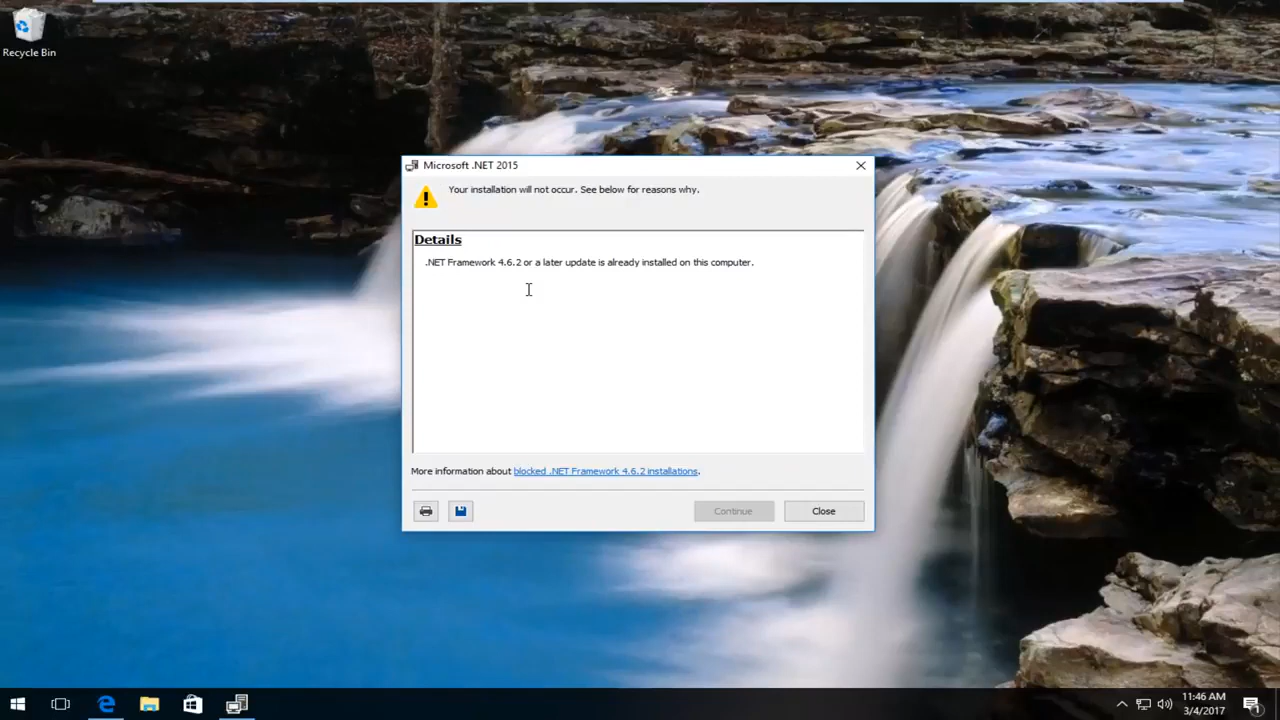 Recycle Bin
Microsoft .NET 2015
Your installation will not occur. See below for reasons why.
Details
.NET Framework 4.6.2 or a later update is already installed on this computer.
More information about blocked .NET Framework 4.6.2 installations.
Continue
Close
11:46 AM
3/4/2017
1